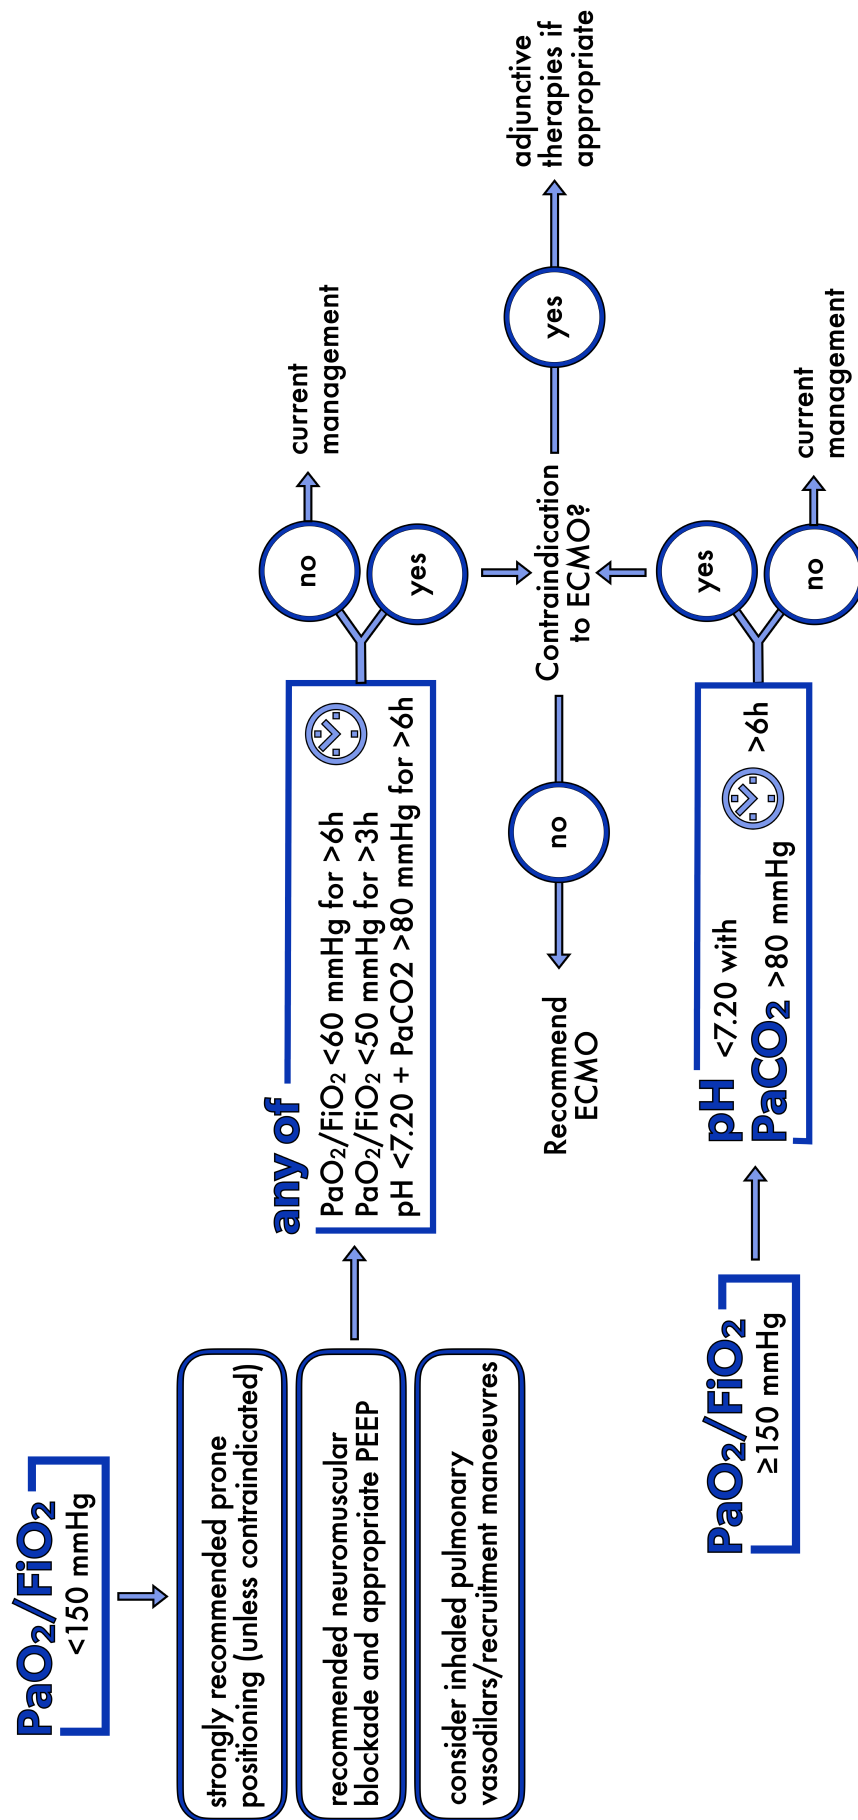 PaO₂/FiO₂
<150 mmHg
strongly recommended prone
positioning (unless contraindicated)
recommended neuromuscular
blockade and appropriate PEEP
consider inhaled pulmonary
vasodilars/recruitment manoeuvres
any of
PaO₂/FiO₂ <60 mmHg for >6h
PaO₂/FiO₂ <50 mmHg for >3h
pH <7.20 + PaCO2 >80 mmHg for >6h
no
current
management
yes
Contraindication
to ECMO?
yes
adjunctive
therapies if
appropriate
no
Recommend
ECMO
PaO₂/FiO₂
≥150 mmHg
pH <7.20 with
PaCO₂ >80 mmHg
>6h
yes
no
current
management